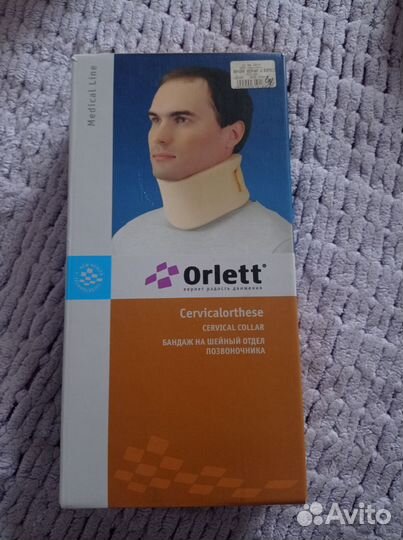 Medical Line
Orlett®
вернет радость движения
Cervicalorthese
CERVICAL COLLAR
БАНДАЖ НА ШЕЙНЫЙ ОТДЕЛ
ПОЗВОНОЧНИКА
Avito